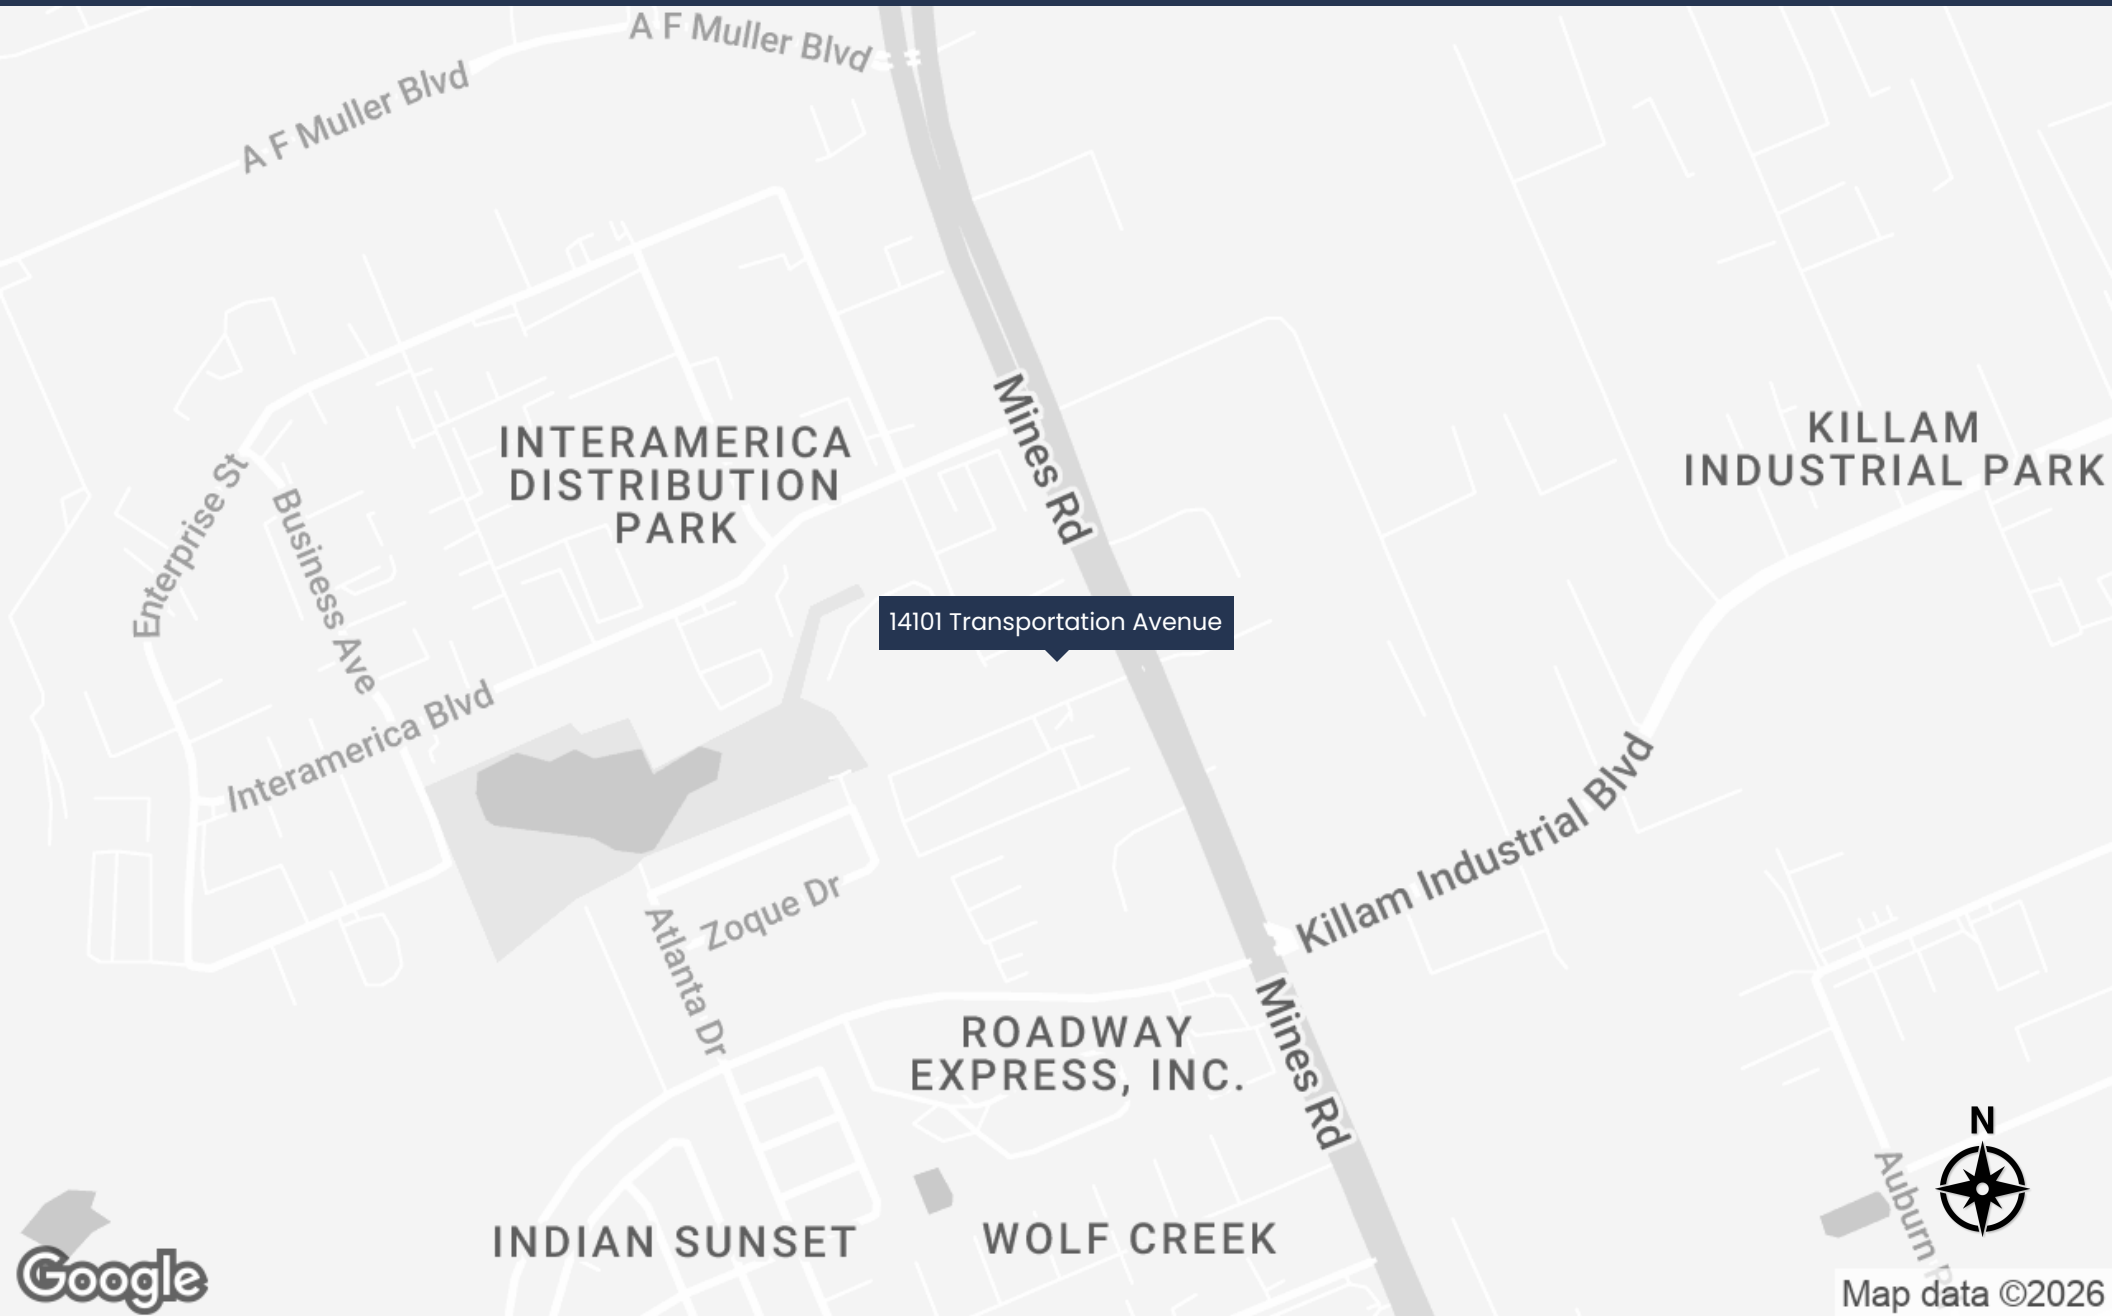 A F Muller Blvd
A F Muller Blvd
Mines Rd
INTERAMERICA
DISTRIBUTION
PARK
KILLAM
INDUSTRIAL PARK
Enterprise St
Business Ave
14101 Transportation Avenue
Interamerica Blvd
Killam Industrial Blvd
Zoque Dr
Atlanta Dr
Mines Rd
ROADWAY
EXPRESS, INC.
N
Auburn
INDIAN SUNSET
WOLF CREEK
Google
Map data ©2026